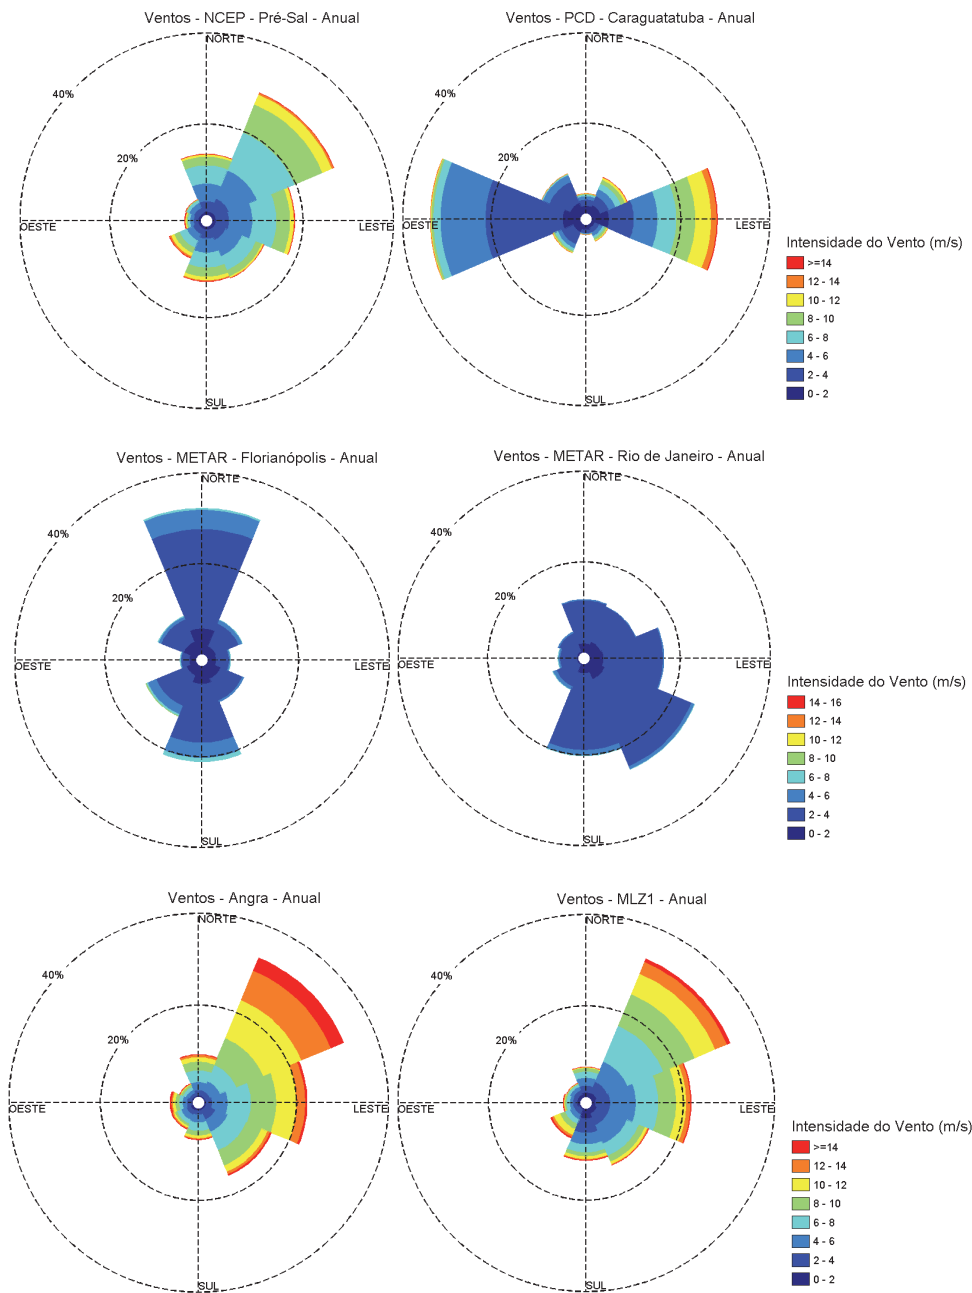 Ventos - NCEP - Pré-Sal - Anual
NORTE
40%
20%
OESTE
LESTE
SUL
Ventos - PCD - Caraguatatuba - Anual
NORTE
40%
20%
OESTE
LESTE
SUL
Intensidade do Vento (m/s)
>=14
12 - 14
10 - 12
8 - 10
6 - 8
4 - 6
2 - 4
0 - 2
Ventos - METAR - Florianópolis - Anual
NORTE
40%
20%
OESTE
LESTE
SUL
Ventos - METAR - Rio de Janeiro - Anual
NORTE
40%
20%
OESTE
LESTE
SUL
Intensidade do Vento (m/s)
14 - 16
12 - 14
10 - 12
8 - 10
6 - 8
4 - 6
2 - 4
0 - 2
Ventos - Angra - Anual
NORTE
40%
20%
OESTE
LESTE
SUL
Ventos - MLZ1 - Anual
NORTE
40%
20%
OESTE
LESTE
SUL
Intensidade do Vento (m/s)
>=14
12 - 14
10 - 12
8 - 10
6 - 8
4 - 6
2 - 4
0 - 2